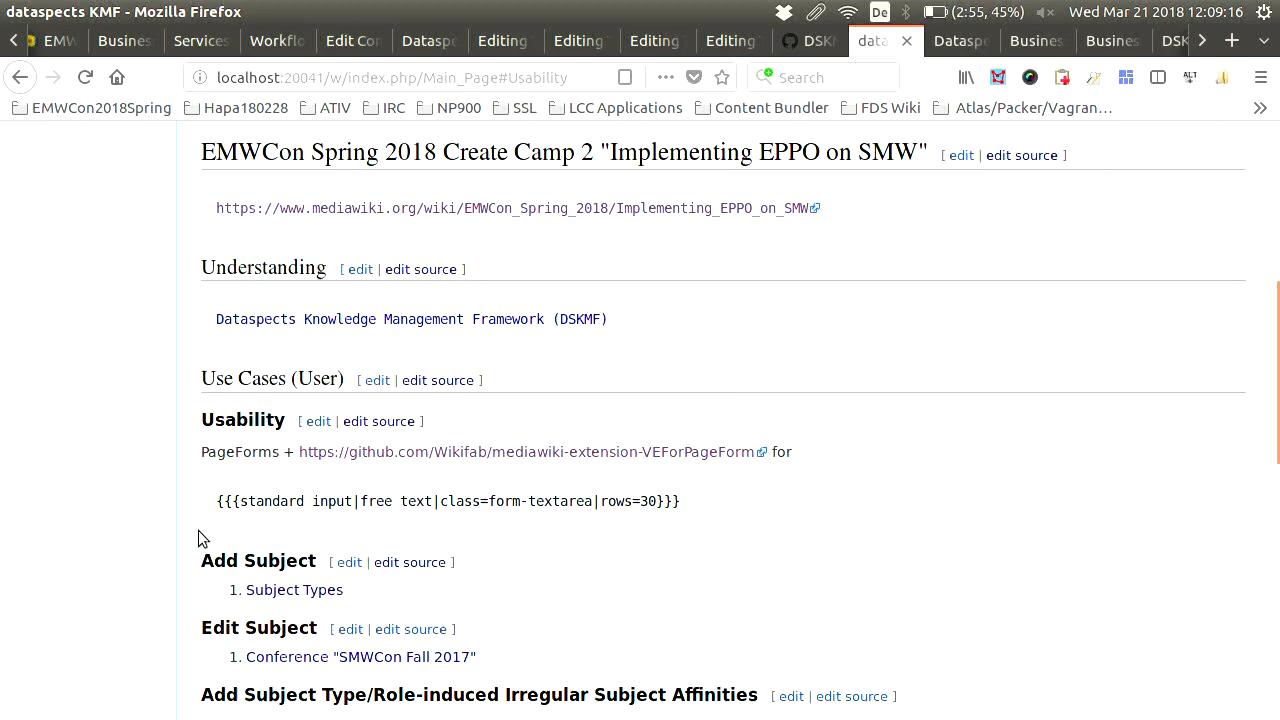 dataspects KMF - Mozilla Firefox De (2:55, 45%) Wed Mar 21 2018 12:09:16
EMW Busines Services Workflo Edit Con Datasp Editing Editing Editing Editing DSK data Datasp Busines Busines DSK
localhost:20041/w/index.php/Main_Page#Usability Search ALT
EMWCon2018Spring Hapa180228 ATIV IRC NP900 SSL LCC Applications Content Bundler FDS Wiki Atlas/Packer/Vagran…
EMWCon Spring 2018 Create Camp 2 "Implementing EPPO on SMW" [ edit | edit source ]
https://www.mediawiki.org/wiki/EMWCon_Spring_2018/Implementing_EPPO_on_SMW
Understanding [ edit | edit source ]
Dataspects Knowledge Management Framework (DSKMF)
Use Cases (User) [ edit | edit source ]
Usability [ edit | edit source ]
PageForms + https://github.com/Wikifab/mediawiki-extension-VEForPageForm for
{{{standard input|free text|class=form-textarea|rows=30}}}
Add Subject [ edit | edit source ]
1. Subject Types
Edit Subject [ edit | edit source ]
1. Conference "SMWCon Fall 2017"
Add Subject Type/Role-induced Irregular Subject Affinities [ edit | edit source ]